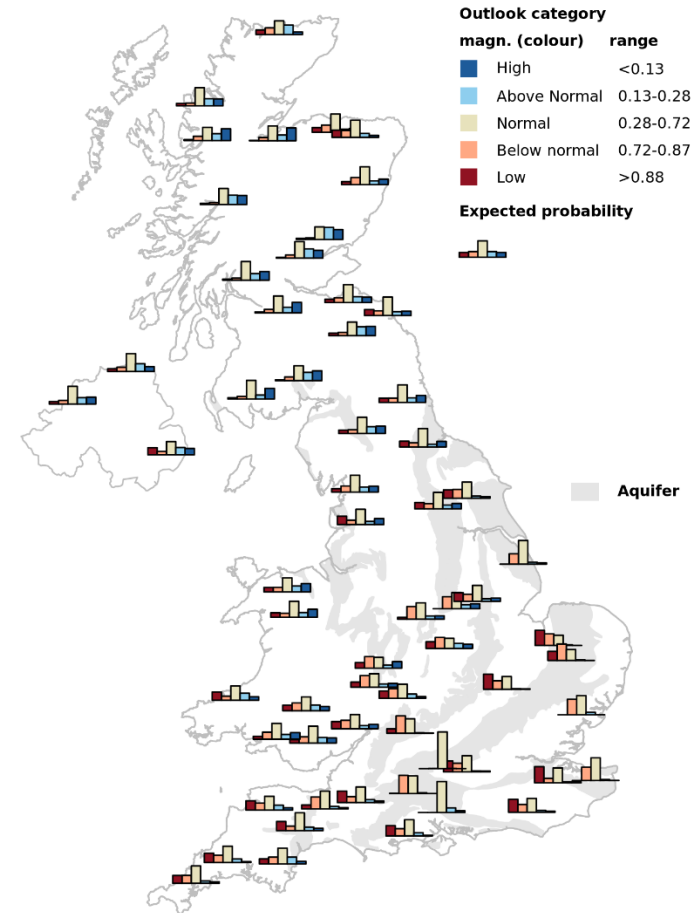 Outlook category
magn. (colour) range
High <0.13
Above Normal 0.13-0.28
Normal 0.28-0.72
Below normal 0.72-0.87
Low >0.88
Expected probability
Aquifer